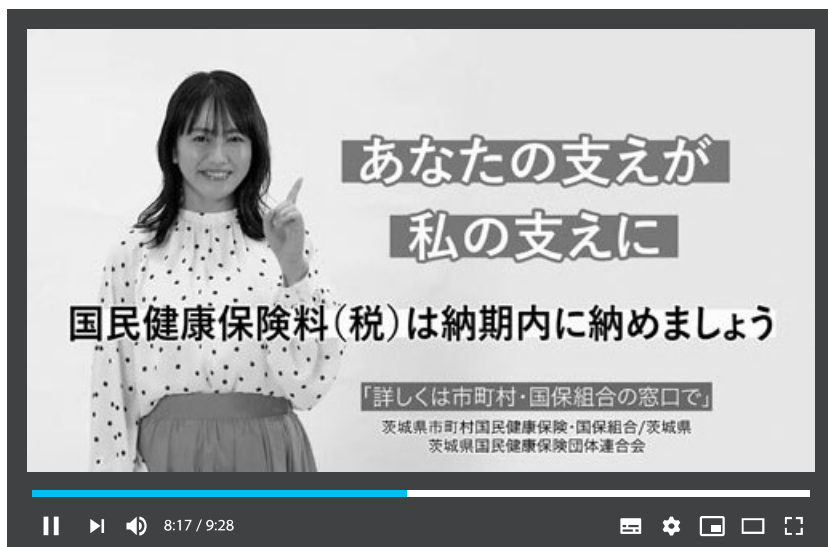 あなたの支えが
私の支えに
国民健康保険料(税)は納期内に納めましょう
「詳しくは市町村・国保組合の窓口で」
茨城県市町村国民健康保険・国保組合/茨城県
茨城県国民健康保険団体連合会
8:17 / 9:28